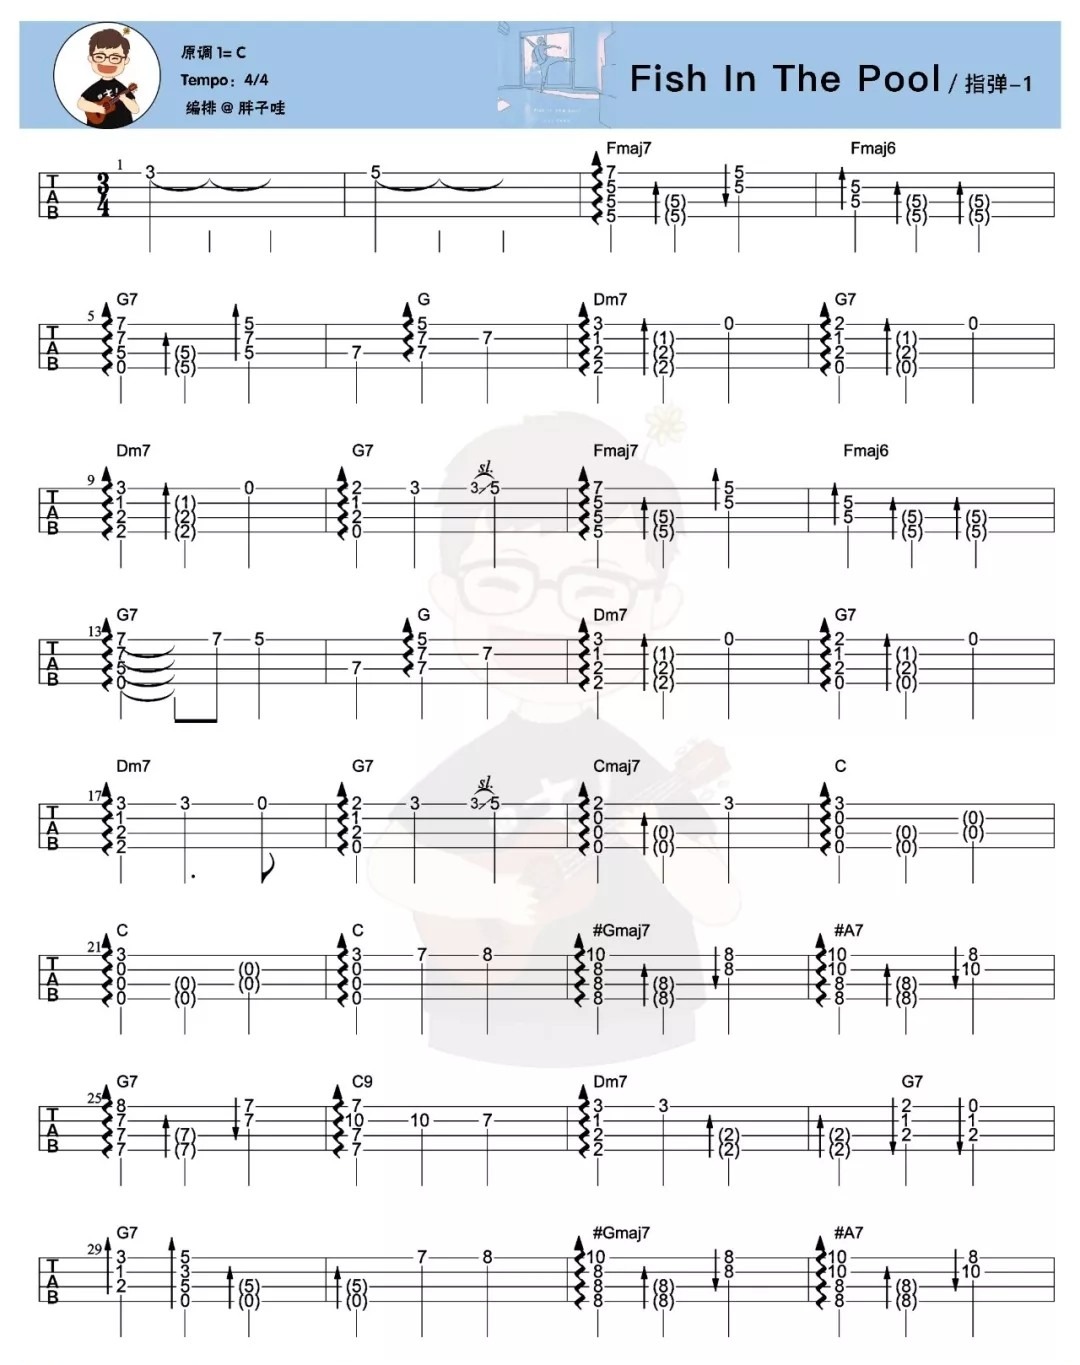 原调 1= C
Tempo：4/4
编排 @ 胖子哇
Fish In The Pool / 指弹-1
Fmaj7 Fmaj6
1 3 5 7 5 5
3 5 5 5
4 5 (5) 5 (5) (5)
5 (5) (5) (5)
TAB
G7 G Dm7 G7
5 7 5 5 3 0 2 0
7 7 7 7 1 (1) 1 (1)
5 (5) 5 7 7 2 (2) 2 (2)
0 (5) 2 (2) 0 (0)
TAB
Dm7 G7 Fmaj7 Fmaj6
sl.
9 3 0 2 3 3 5 7 5
1 (1) 1 5 5 5
2 (2) 2 5 (5) 5 (5) (5)
2 (2) 0 5 (5) (5) (5)
TAB
G7 G Dm7 G7
13 7 7 5 5 3 0 2 0
7 7 7 1 (1) 1 (1)
5 7 7 2 (2) 2 (2)
0 2 (2) 0 (0)
TAB
Dm7 G7 Cmaj7 C
sl.
17 3 3 0 2 3 3 5 2 3 3
1 1 0 0 (0)
2 2 0 (0) 0 (0) (0)
2 0 0 (0) 0 (0)
TAB
C C #Gmaj7 #A7
21 3 3 7 8 10 8 10 8
0 (0) 0 8 8 10 10
0 (0) (0) 0 8 (8) 8 (8)
0 (0) 0 8 (8) 8 (8)
TAB
G7 C9 Dm7 G7
25 8 7 7 3 3 2 0
7 7 10 10 7 1 1 1
7 (7) 7 2 (2) (2) 2 2
7 (7) 7 2 (2) (2)
TAB
G7 #Gmaj7 #A7
29 3 5 7 8 10 8 10 8
1 3 8 8 10 10
2 5 (5) (5) 8 (8) 8 (8)
0 (0) (0) 8 (8) 8 (8)
TAB